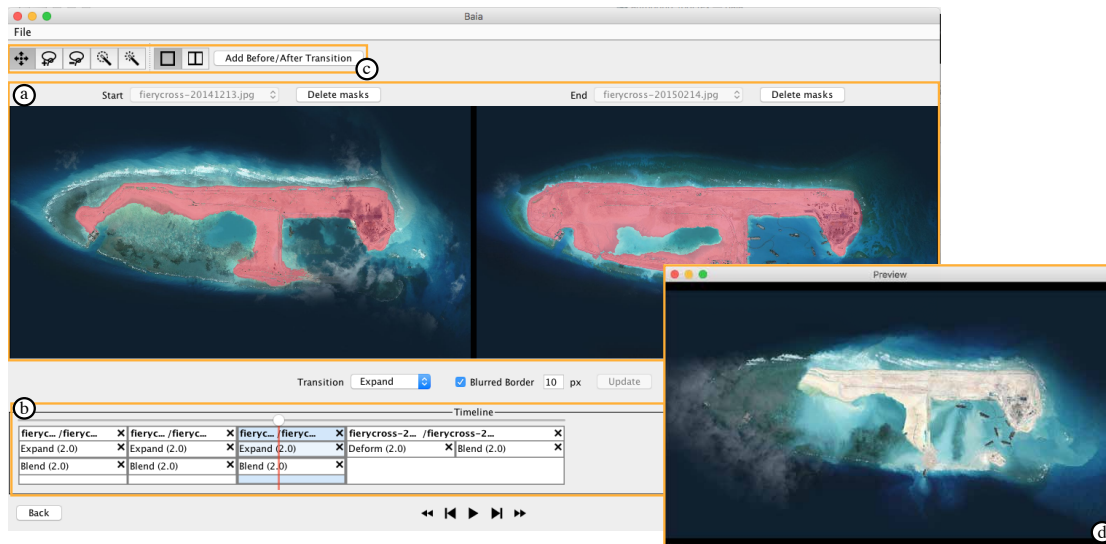 Baia
File
Add Before/After Transition
c
a
Start fierycross-20141213.jpg Delete masks End fierycross-20150214.jpg Delete masks
Preview
Transition Expand Blurred Border 10 px Update
b
Timeline
fieryc... /fieryc... X fieryc... /fieryc... X fieryc... /fieryc... X fierycross-2... /fierycross-2... X
Expand (2.0) X Expand (2.0) X Expand (2.0) X Deform (2.0) X Blend (2.0) X
Blend (2.0) X Blend (2.0) X Blend (2.0) X
Back
d